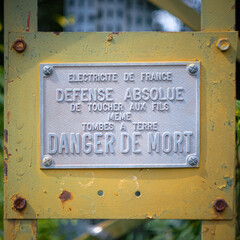 ELECTRICITE DE FRANCE
DEFENSE ABSOLUE
DE TOUCHER AUX FILS
MEME
TOMBES A TERRE
DANGER DE MORT